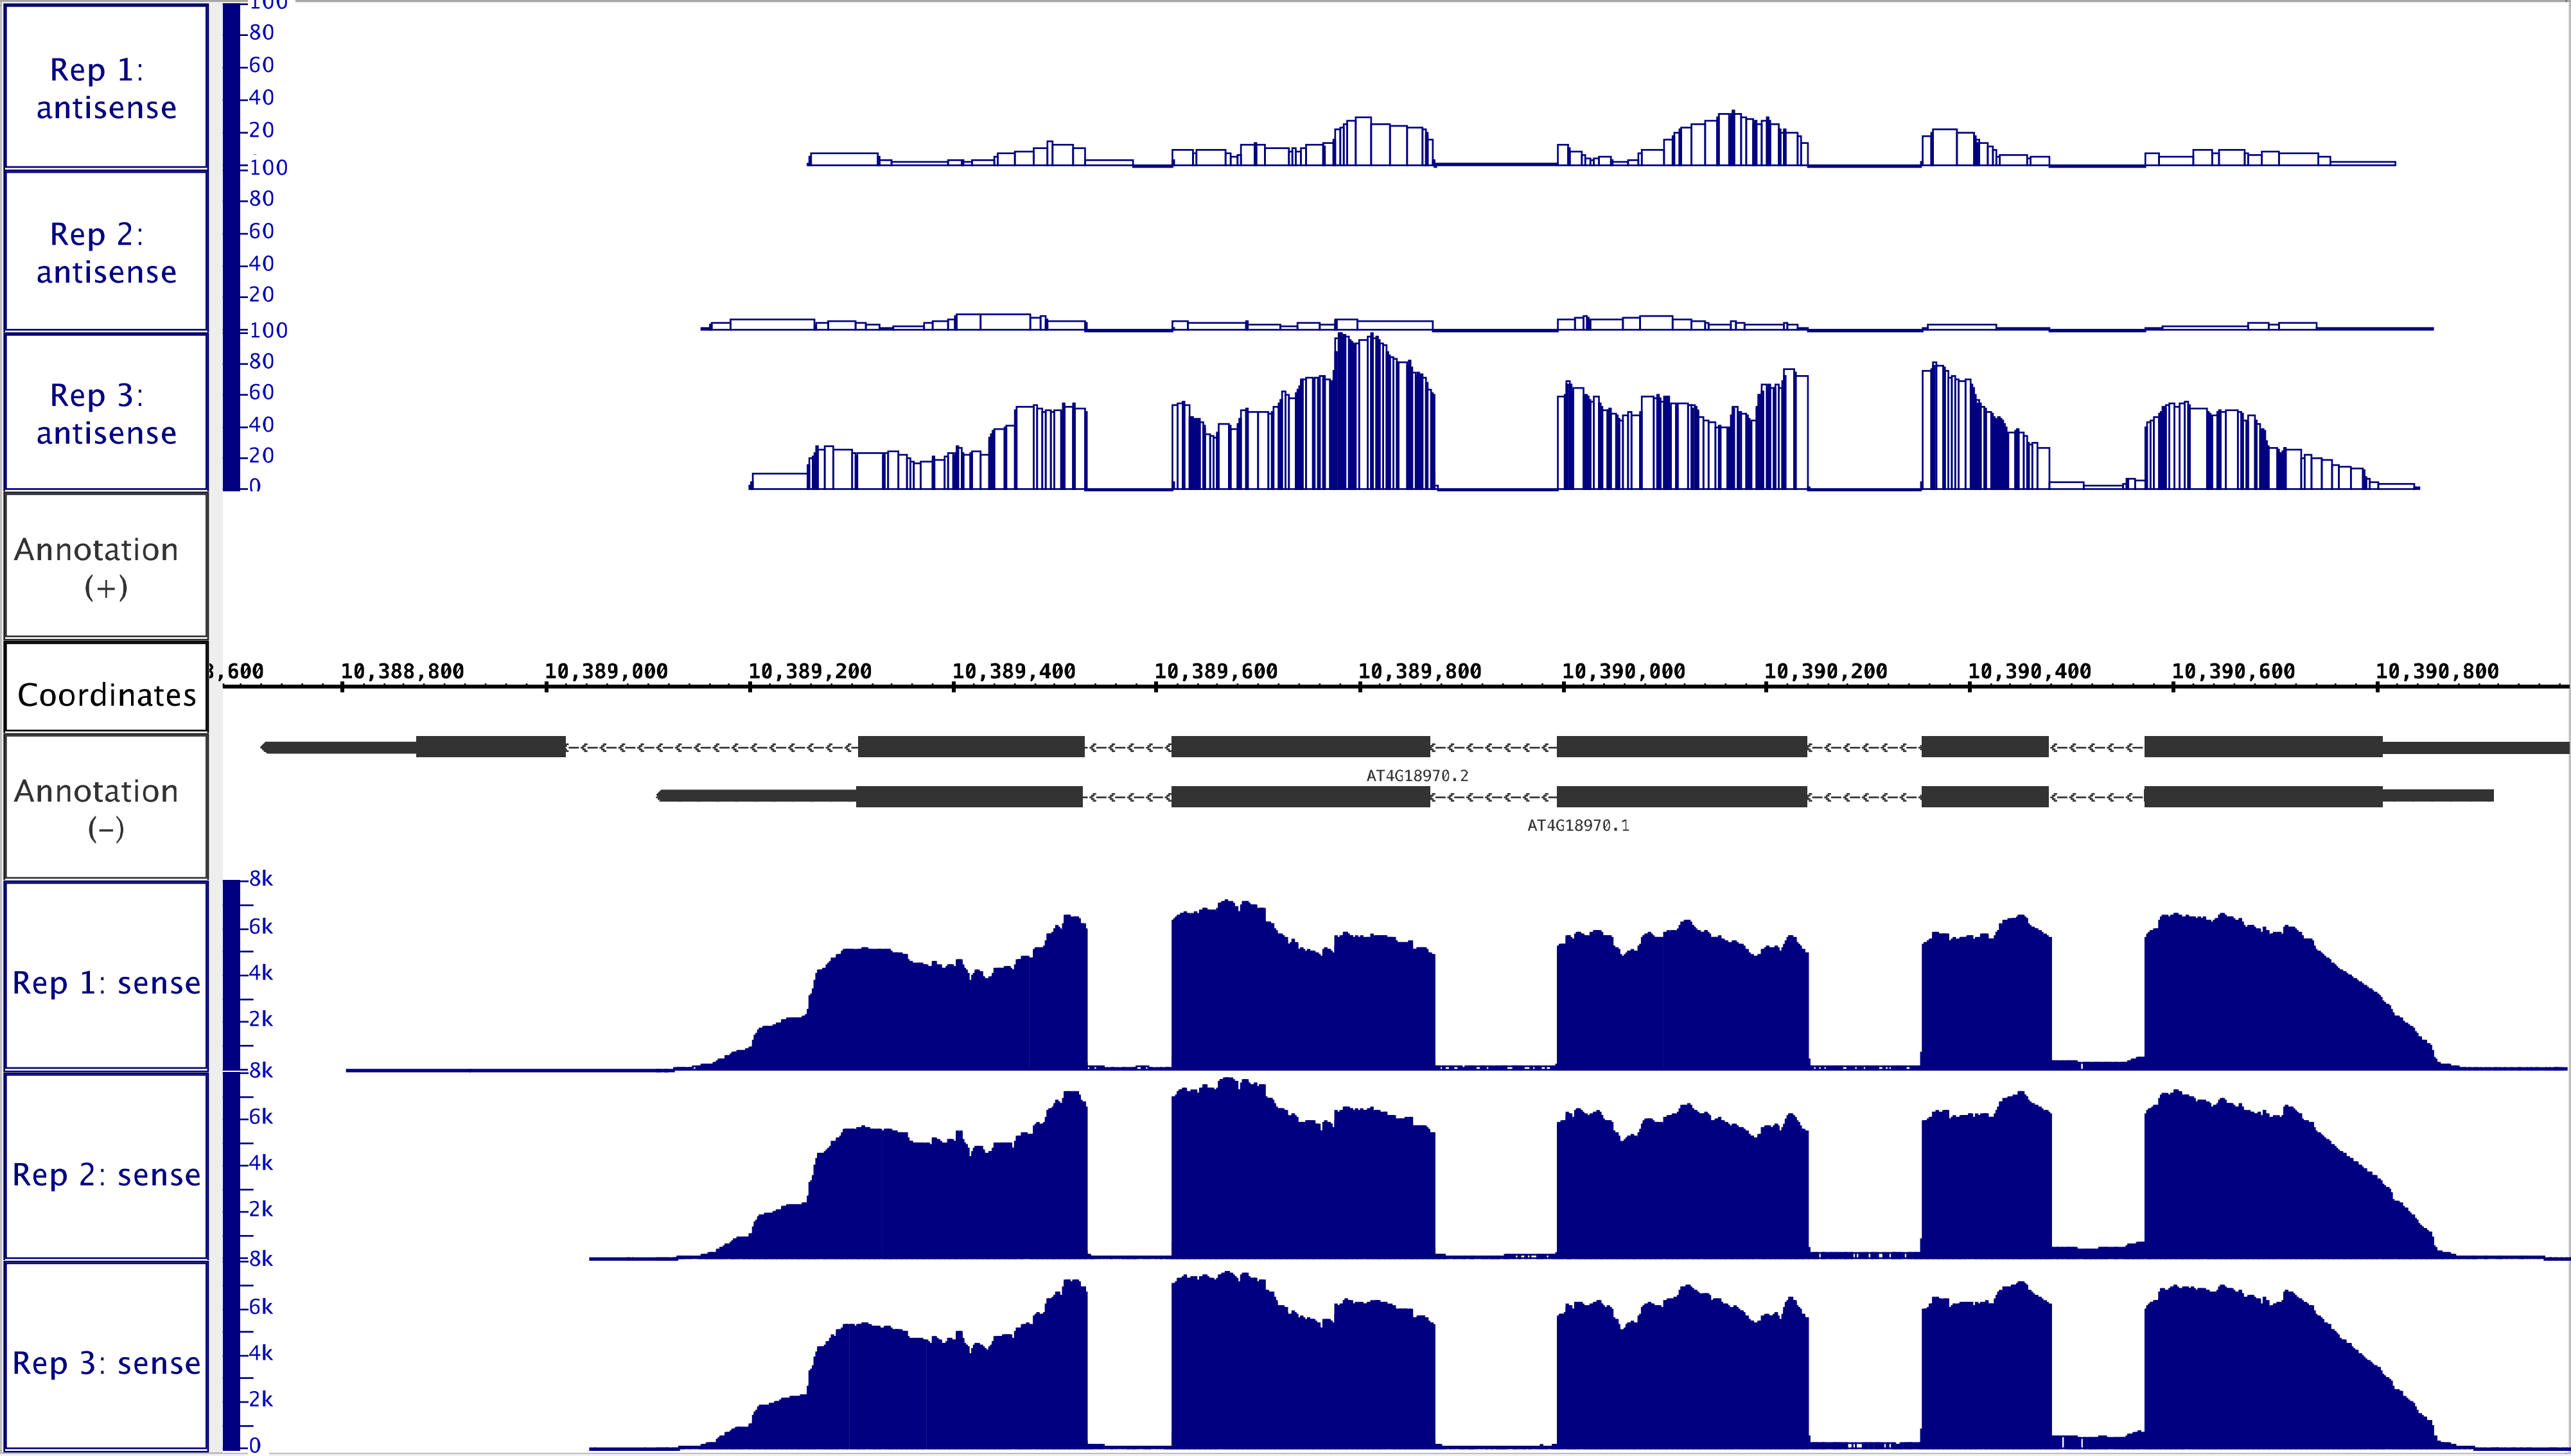 100
80
60
40
20
Rep 1:
antisense
100
80
60
40
20
Rep 2:
antisense
100
80
60
40
20
0
Rep 3:
antisense
Annotation
(+)
Coordinates
3,600 10,388,800 10,389,000 10,389,200 10,389,400 10,389,600 10,389,800 10,390,000 10,390,200 10,390,400 10,390,600 10,390,800
Annotation
(−)
AT4G18970.2
AT4G18970.1
8k
6k
4k
2k
Rep 1: sense
8k
6k
4k
2k
Rep 2: sense
8k
6k
4k
2k
0
Rep 3: sense